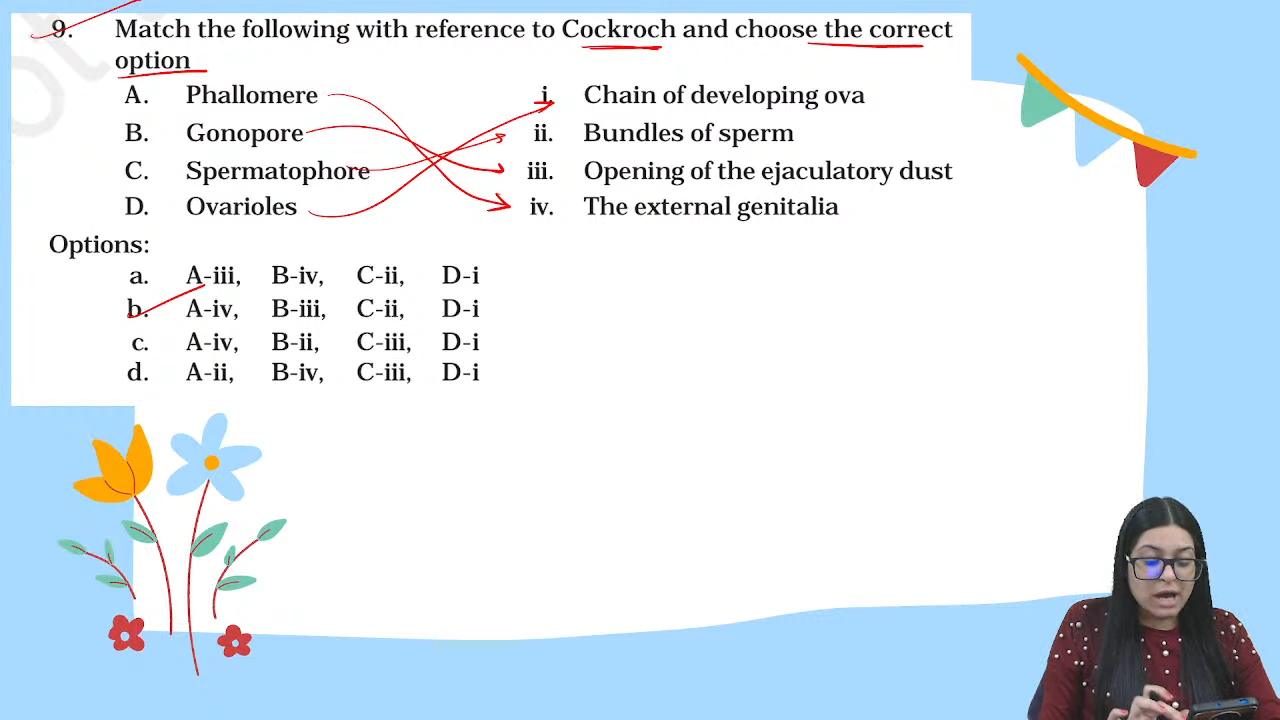 9. Match the following with reference to Cockroch and choose the correct
option
A. Phallomere i. Chain of developing ova
B. Gonopore ii. Bundles of sperm
C. Spermatophore iii. Opening of the ejaculatory dust
D. Ovarioles iv. The external genitalia
Options:
a. A-iii, B-iv, C-ii, D-i
b. A-iv, B-iii, C-ii, D-i
c. A-iv, B-ii, C-iii, D-i
d. A-ii, B-iv, C-iii, D-i